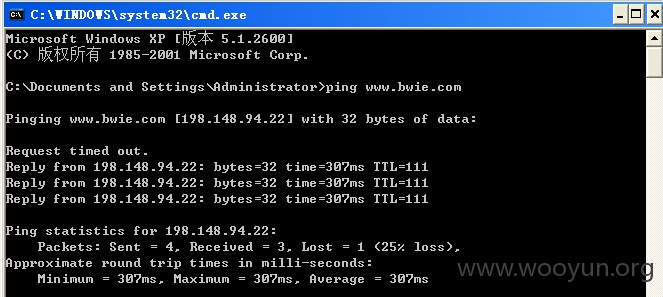 C:\WINDOWS\system32\cmd.exe
Microsoft Windows XP [版本 5.1.2600]
(C) 版权所有 1985-2001 Microsoft Corp.
C:\Documents and Settings\Administrator>ping www.bwie.com
Pinging www.bwie.com [198.148.94.22] with 32 bytes of data:
Request timed out.
Reply from 198.148.94.22: bytes=32 time=307ms TTL=111
Reply from 198.148.94.22: bytes=32 time=307ms TTL=111
Reply from 198.148.94.22: bytes=32 time=307ms TTL=111
Ping statistics for 198.148.94.22:
Packets: Sent = 4, Received = 3, Lost = 1 (25% loss),
Approximate round trip times in milli-seconds:
Minimum = 307ms, Maximum = 307ms, Average = 307ms
www.wooyun.org